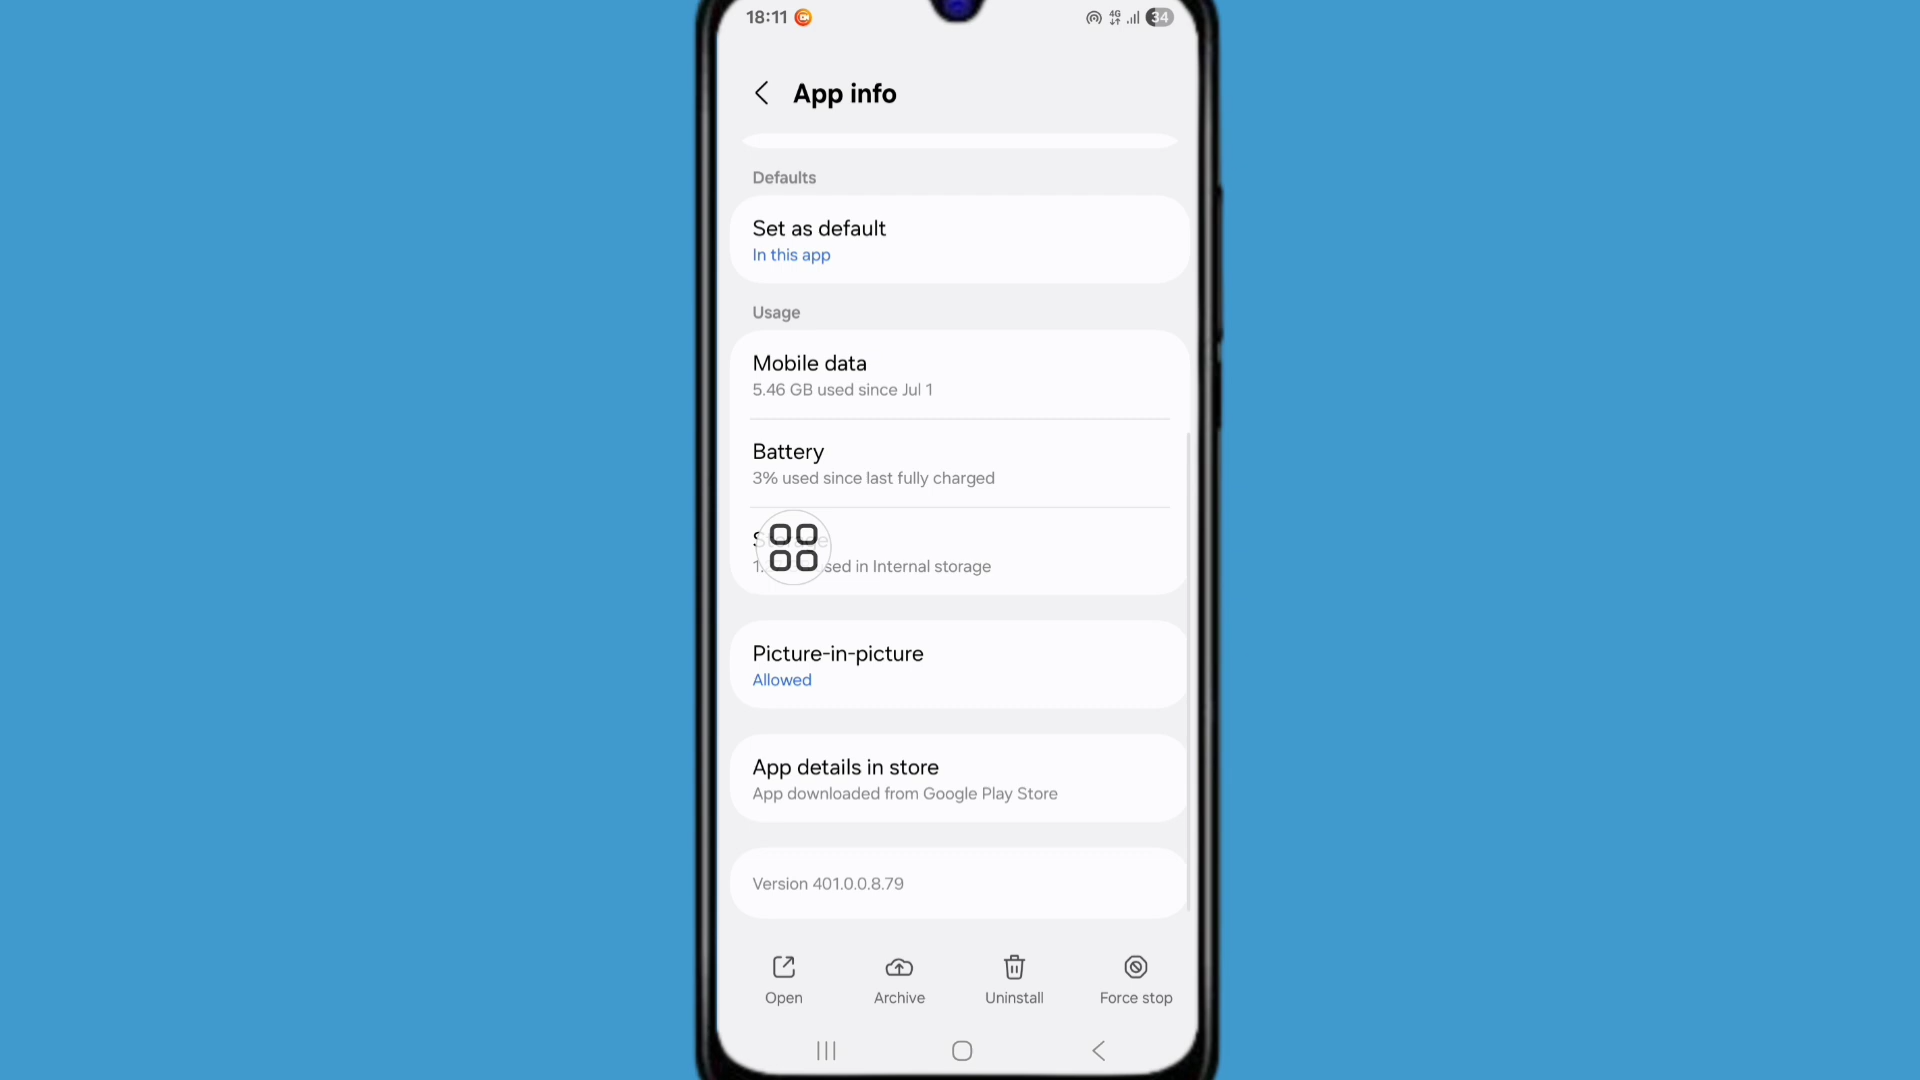 18:11 4G 34
App info
Defaults
Set as default
In this app
Usage
Mobile data
5.46 GB used since Jul 1
Battery
3% used since last fully charged
Storage
sed in Internal storage
Picture-in-picture
Allowed
App details in store
App downloaded from Google Play Store
Version 401.0.0.8.79
Open Archive Uninstall Force stop